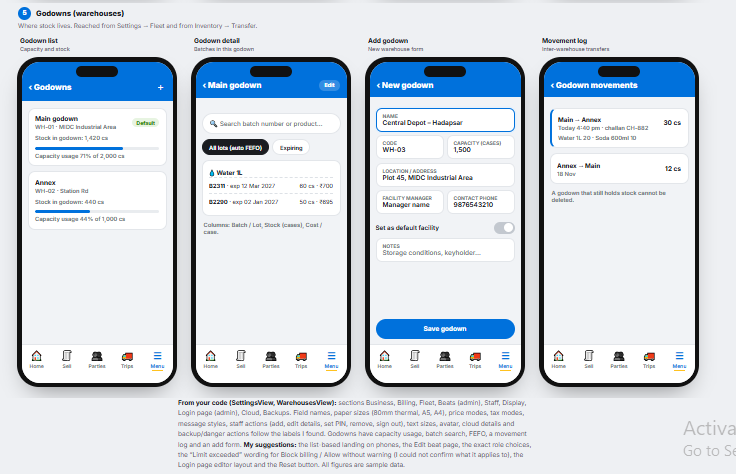 5 Godowns (warehouses)
Where stock lives. Reached from Settings → Fleet and from Inventory → Transfer.
Godown list
Capacity and stock
‹ Godowns +
Main godown
WH-01 · MIDC Industrial Area
Default
Stock in godown: 1,420 cs
Capacity usage 71% of 2,000 cs
Annex
WH-02 · Station Rd
Stock in godown: 440 cs
Capacity usage 44% of 1,000 cs
Home Sell Parties Trips Menu
Godown detail
Batches in this godown
‹ Main godown Edit
Search batch number or product...
All lots (auto FEFO) Expiring
Water 1L
B2311 · exp 12 Mar 2027 60 cs · ₹700
B2290 · exp 02 Jan 2027 50 cs · ₹695
Columns: Batch / Lot, Stock (cases), Cost /
case.
Home Sell Parties Trips Menu
Add godown
New warehouse form
‹ New godown
NAME
Central Depot – Hadapsar
CODE
WH-03
CAPACITY (CASES)
1,500
LOCATION / ADDRESS
Plot 45, MIDC Industrial Area
FACILITY MANAGER
Manager name
CONTACT PHONE
9876543210
Set as default facility
NOTES
Storage conditions, keyholder...
Save godown
Home Sell Parties Trips Menu
Movement log
Inter-warehouse transfers
‹ Godown movements
Main → Annex
Today 4:40 pm · challan CH-882
Water 1L 20 · Soda 600ml 10
30 cs
Annex → Main
18 Nov
12 cs
A godown that still holds stock cannot be
deleted.
Home Sell Parties Trips Menu
From your code (SettingsView, WarehousesView): sections Business, Billing, Fleet, Beats (admin), Staff, Display,
Login page (admin), Cloud, Backups. Field names, paper sizes (80mm thermal, A5, A4), price modes, tax modes,
message styles, staff actions (add, edit details, set PIN, remove, sign out), text sizes, avatar, cloud details and
backup/danger actions follow the labels I found. Godowns have capacity usage, batch search, FEFO, a movement
log and an add form. My suggestions: the list-based landing on phones, the Edit beat page, the exact role choices,
the "Limit exceeded" wording for Block billing / Allow without warning (I could not confirm what it applies to), the
Login page editor layout and the Reset button. All figures are sample data.
Activa
Go to Se